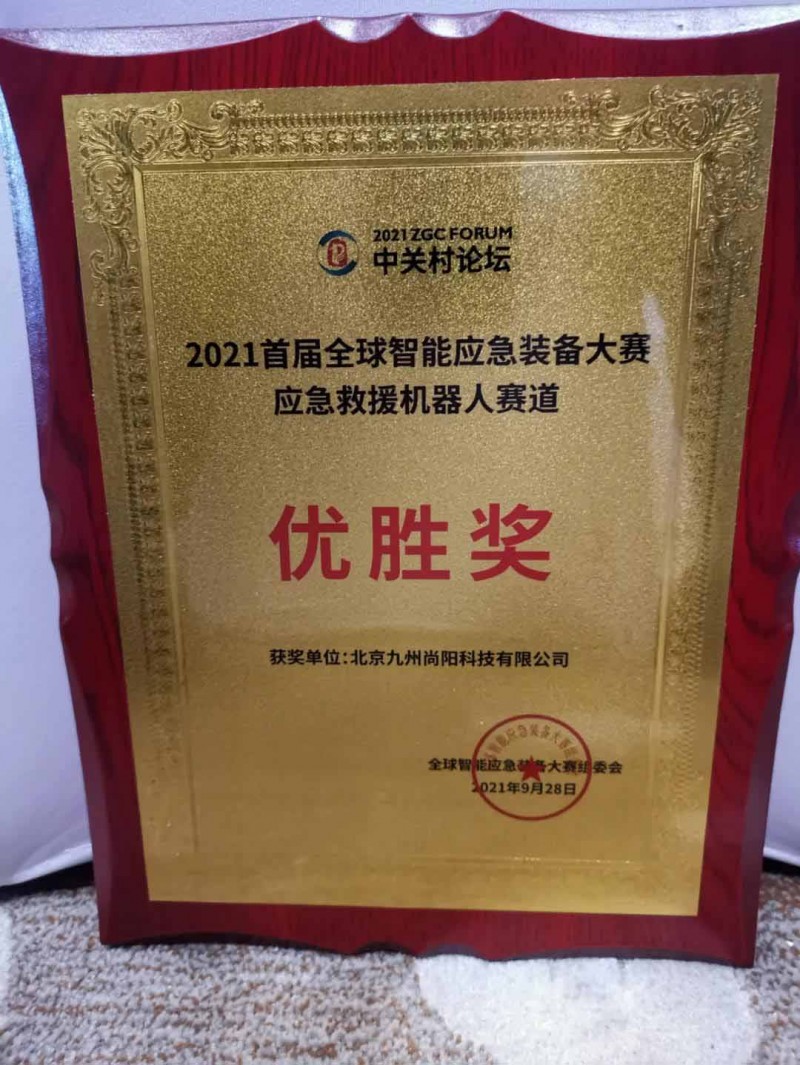 2021 ZGC FORUM
中关村论坛
2021首届全球智能应急装备大赛
应急救援机器人赛道
优胜奖
获奖单位:北京九州尚阳科技有限公司
全球智能应急装备大赛组委会
2021年9月28日